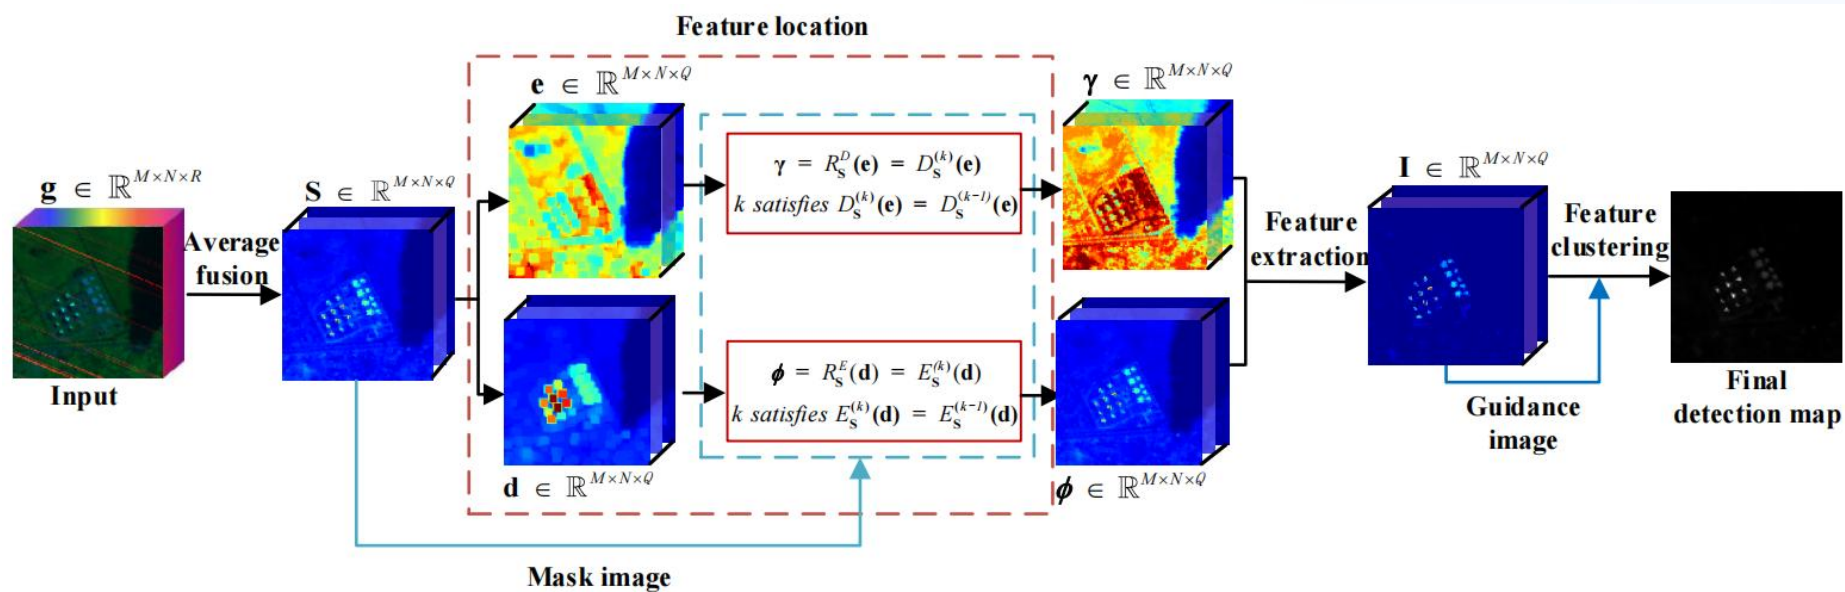 Feature location
g ∈ ℝ^{M×N×R}
Input
Average
fusion
S ∈ ℝ^{M×N×Q}
e ∈ ℝ^{M×N×Q}
d ∈ ℝ^{M×N×Q}
γ = R_S^D(e) = D_S^{(k)}(e)
k satisfies D_S^{(k)}(e) = D_S^{(k-1)}(e)
ϕ = R_S^E(d) = E_S^{(k)}(d)
k satisfies E_S^{(k)}(d) = E_S^{(k-1)}(d)
Mask image
γ ∈ ℝ^{M×N×Q}
ϕ ∈ ℝ^{M×N×Q}
Feature
extraction
I ∈ ℝ^{M×N×Q}
Guidance
image
Feature
clustering
Final
detection map